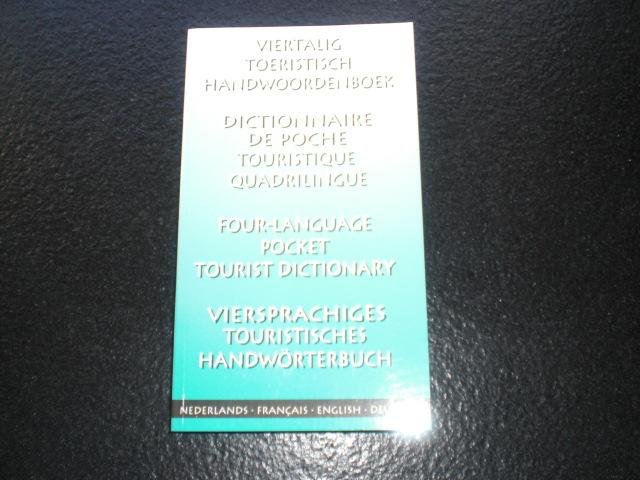 VIERTALIG
TOERISTISCH
HANDWOORDENBOEK
DICTIONNAIRE
DE POCHE
TOURISTIQUE
QUADRILINGUE
FOUR-LANGUAGE
POCKET
TOURIST DICTIONARY
VIERSPRACHIGES
TOURISTISCHES
HANDWÖRTERBUCH
NEDERLANDS • FRANÇAIS • ENGLISH •